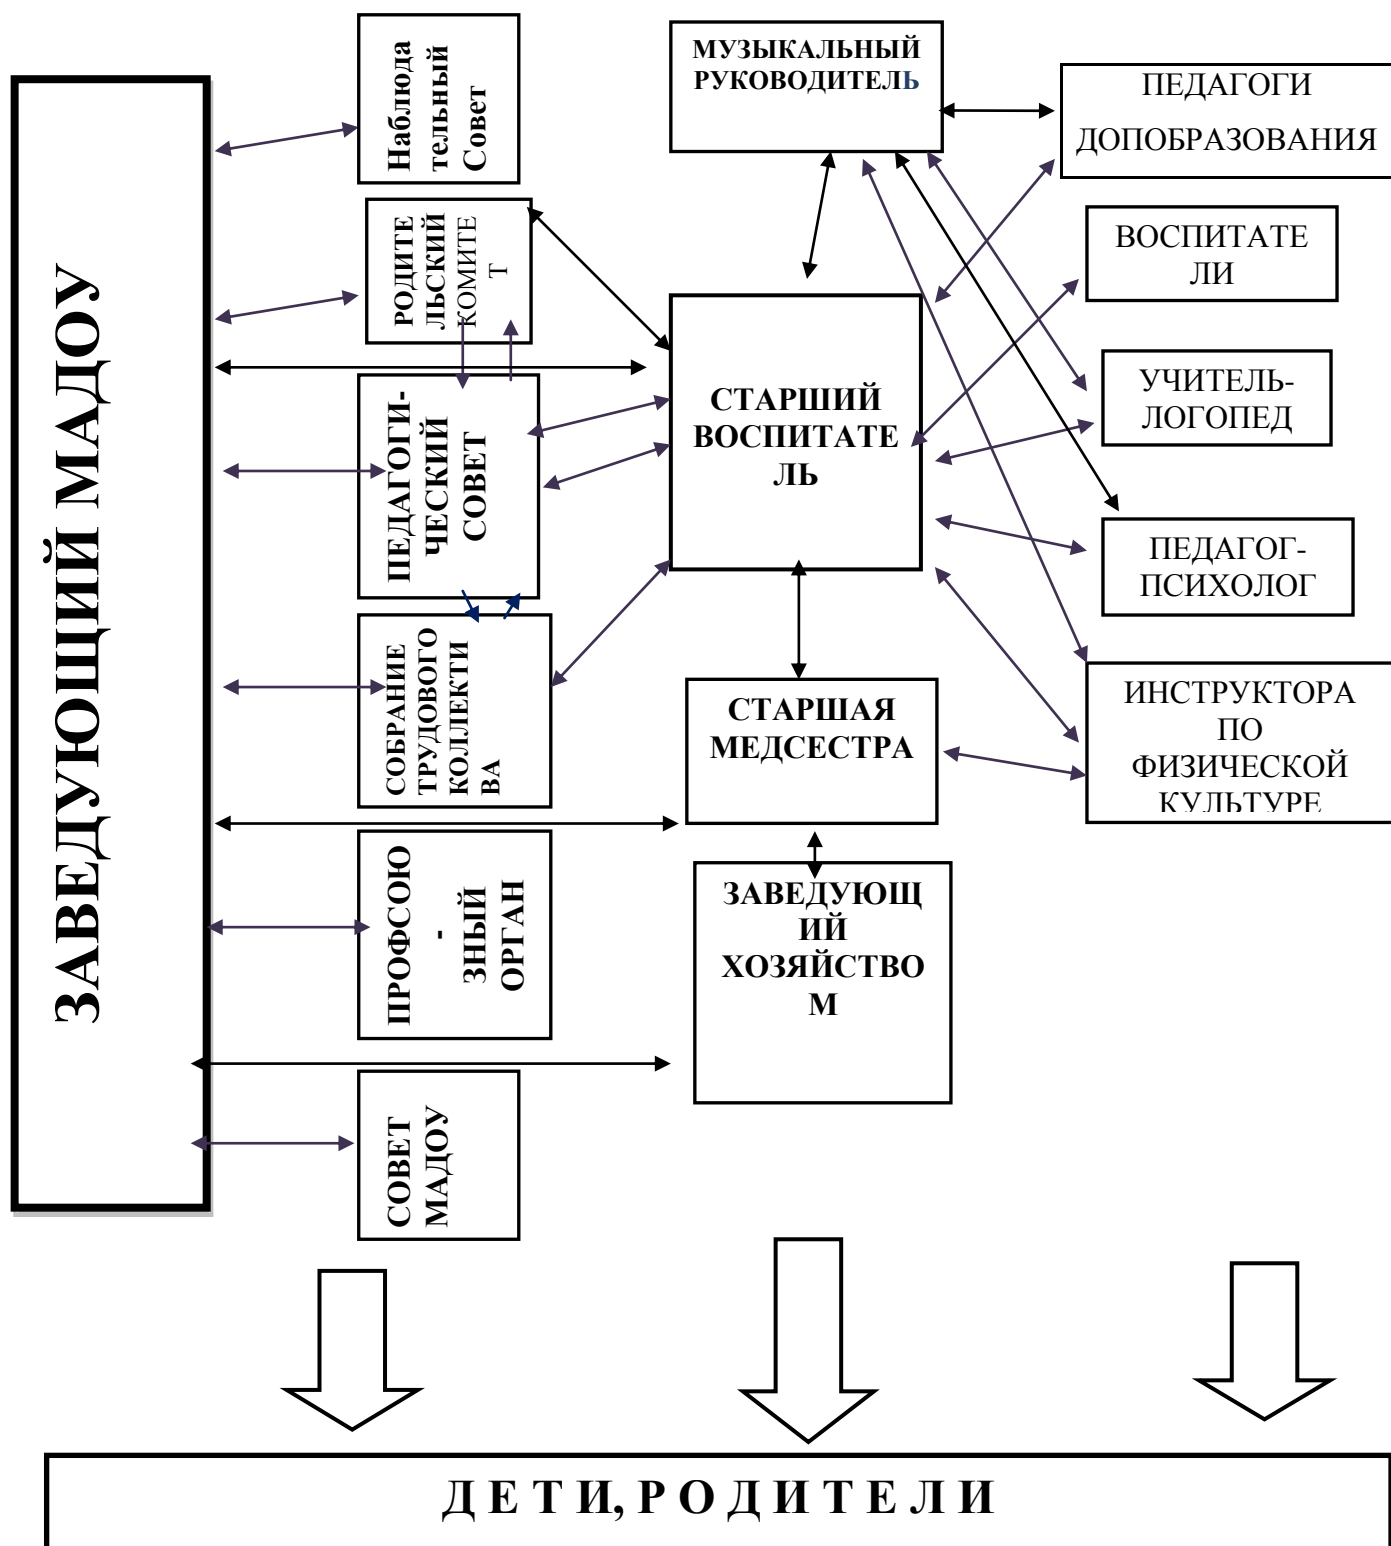 ЗАВЕДУЮЩИЙ МАДОУ
Наблюда
тельный
Совет
РОДИТЕ
ЛЬСКИЙ
КОМИТЕ
Т
ПЕДАГОГИ-
ЧЕСКИЙ
СОВЕТ
СОБРАНИЕ
ТРУДОВОГО
КОЛЛЕКТИ
ВА
ПРОФСОЮ
-
ЗНЫЙ
ОРГАН
СОВЕТ
МАДОУ
МУЗЫКАЛЬНЫЙ
РУКОВОДИТЕЛЬ
СТАРШИЙ
ВОСПИТАТЕ
ЛЬ
СТАРШАЯ
МЕДСЕСТРА
ЗАВЕДУЮЩ
ИЙ
ХОЗЯЙСТВО
М
ПЕДАГОГИ
ДОПОБРАЗОВАНИЯ
ВОСПИТАТЕ
ЛИ
УЧИТЕЛЬ-
ЛОГОПЕД
ПЕДАГОГ-
ПСИХОЛОГ
ИНСТРУКТОРА
ПО
ФИЗИЧЕСКОЙ
КУЛЬТУРЕ
Д Е Т И, Р О Д И Т Е Л И